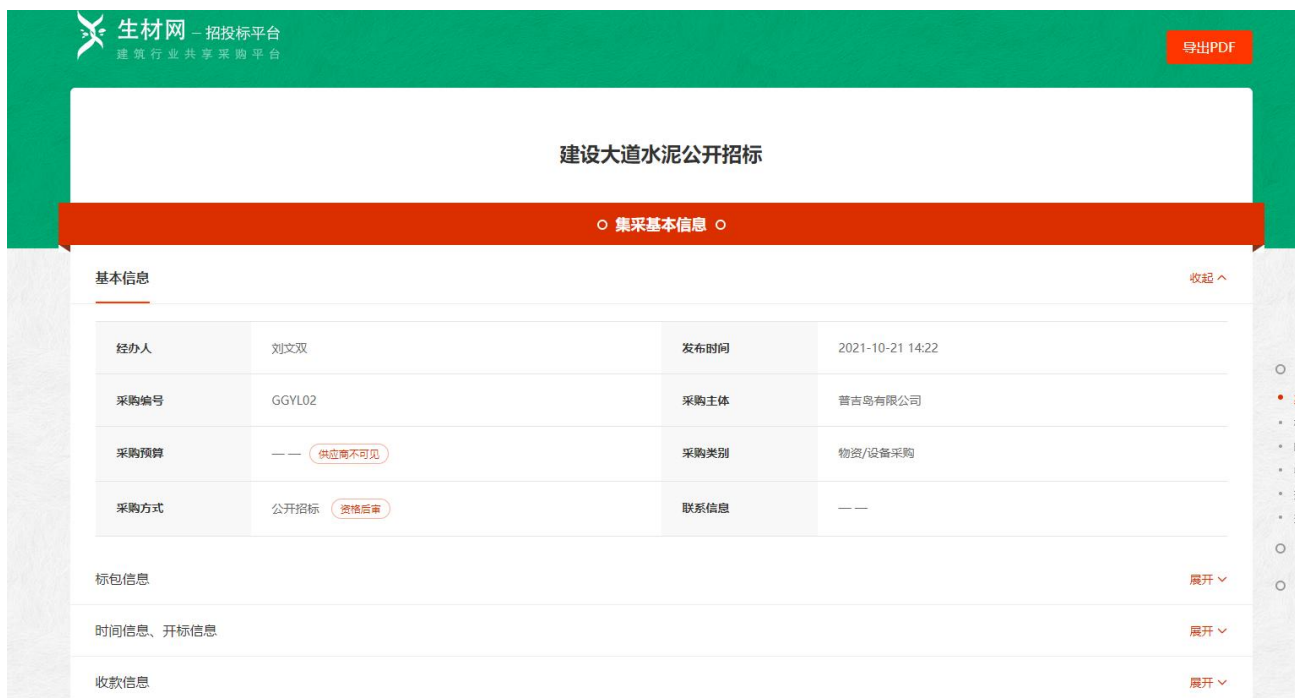 生材网 – 招投标平台
建筑行业共享采购平台
导出PDF
建设大道水泥公开招标
集采基本信息
基本信息
收起
经办人 刘文双 发布时间 2021-10-21 14:22
采购编号 GGYL02 采购主体 普吉岛有限公司
采购预算 — — 供应商不可见 采购类别 物资/设备采购
采购方式 公开招标 资格后审 联系信息 — —
标包信息 展开
时间信息、开标信息 展开
收款信息 展开